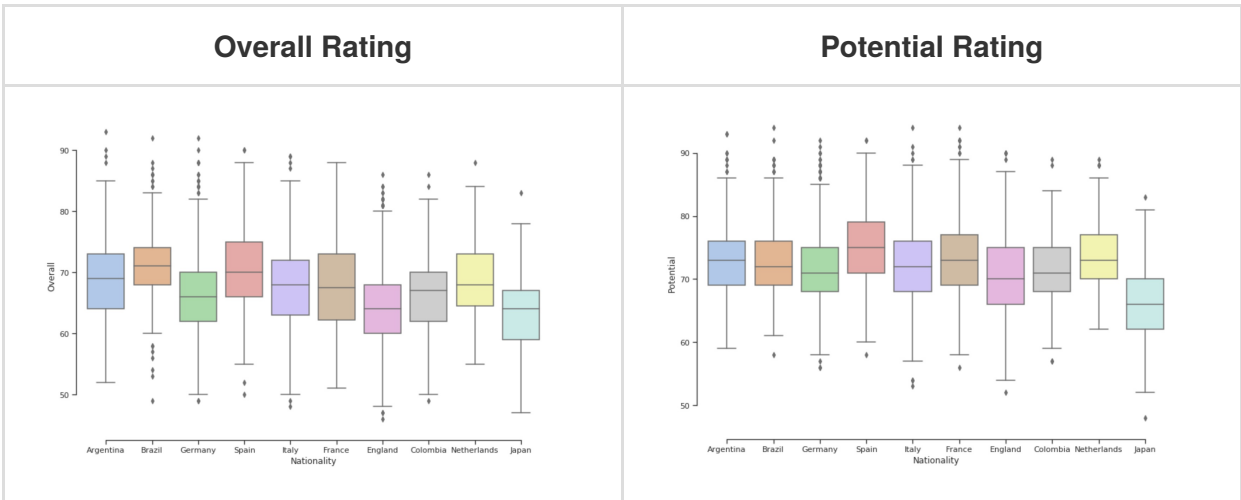 Overall Rating
Potential Rating
90
80
70
60
50
Overall
Argentina Brazil Germany Spain Italy France England Colombia Netherlands Japan
Nationality
90
80
70
60
50
Potential
Argentina Brazil Germany Spain Italy France England Colombia Netherlands Japan
Nationality